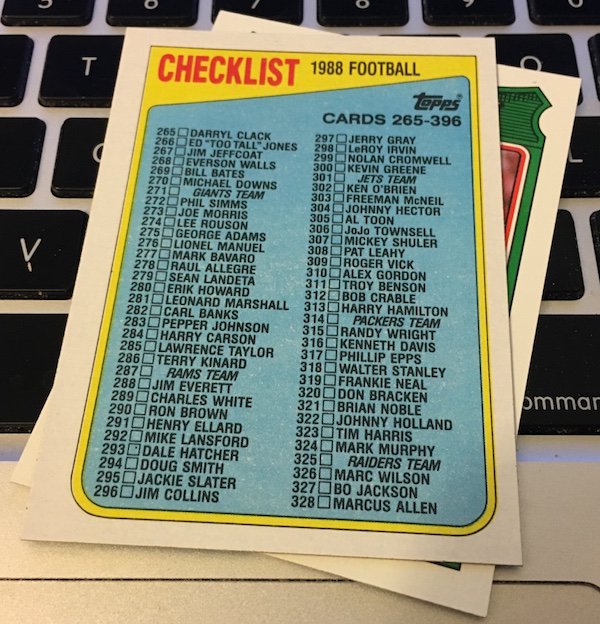 CHECKLIST 1988 FOOTBALL
Topps®
CARDS 265-396
265 DARRYL CLACK
266 ED "TOO TALL" JONES
267 JIM JEFFCOAT
268 EVERSON WALLS
269 BILL BATES
270 MICHAEL DOWNS
271 GIANTS TEAM
272 PHIL SIMMS
273 JOE MORRIS
274 LEE ROUSON
275 GEORGE ADAMS
276 LIONEL MANUEL
277 MARK BAVARO
278 RAUL ALLEGRE
279 SEAN LANDETA
280 ERIK HOWARD
281 LEONARD MARSHALL
282 CARL BANKS
283 PEPPER JOHNSON
284 HARRY CARSON
285 LAWRENCE TAYLOR
286 TERRY KINARD
287 RAMS TEAM
288 JIM EVERETT
289 CHARLES WHITE
290 RON BROWN
291 HENRY ELLARD
292 MIKE LANSFORD
293 DALE HATCHER
294 DOUG SMITH
295 JACKIE SLATER
296 JIM COLLINS
297 JERRY GRAY
298 LeROY IRVIN
299 NOLAN CROMWELL
300 KEVIN GREENE
301 JETS TEAM
302 KEN O'BRIEN
303 FREEMAN McNEIL
304 JOHNNY HECTOR
305 AL TOON
306 JoJo TOWNSELL
307 MICKEY SHULER
308 PAT LEAHY
309 ROGER VICK
310 ALEX GORDON
311 TROY BENSON
312 BOB CRABLE
313 HARRY HAMILTON
314 PACKERS TEAM
315 RANDY WRIGHT
316 KENNETH DAVIS
317 PHILLIP EPPS
318 WALTER STANLEY
319 FRANKIE NEAL
320 DON BRACKEN
321 BRIAN NOBLE
322 JOHNNY HOLLAND
323 TIM HARRIS
324 MARK MURPHY
325 RAIDERS TEAM
326 MARC WILSON
327 BO JACKSON
328 MARCUS ALLEN
T
V